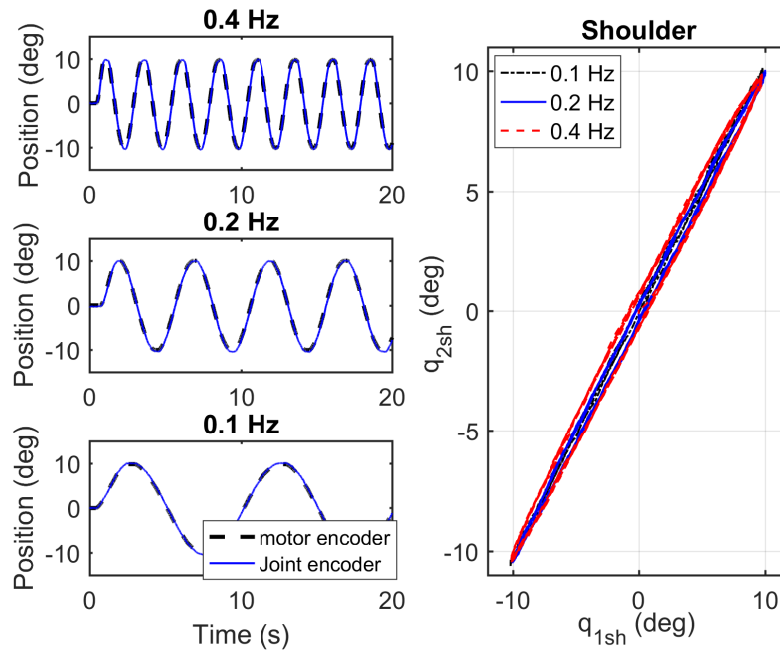 0.4 Hz
Position (deg)
10
0
-10
0
10
20
0.2 Hz
Position (deg)
10
0
-10
0
10
20
0.1 Hz
Position (deg)
10
0
-10
motor encoder
Joint encoder
0
10
20
Time (s)
Shoulder
0.1 Hz
0.2 Hz
0.4 Hz
q2sh (deg)
10
5
0
-5
-10
-10
0
10
q1sh (deg)